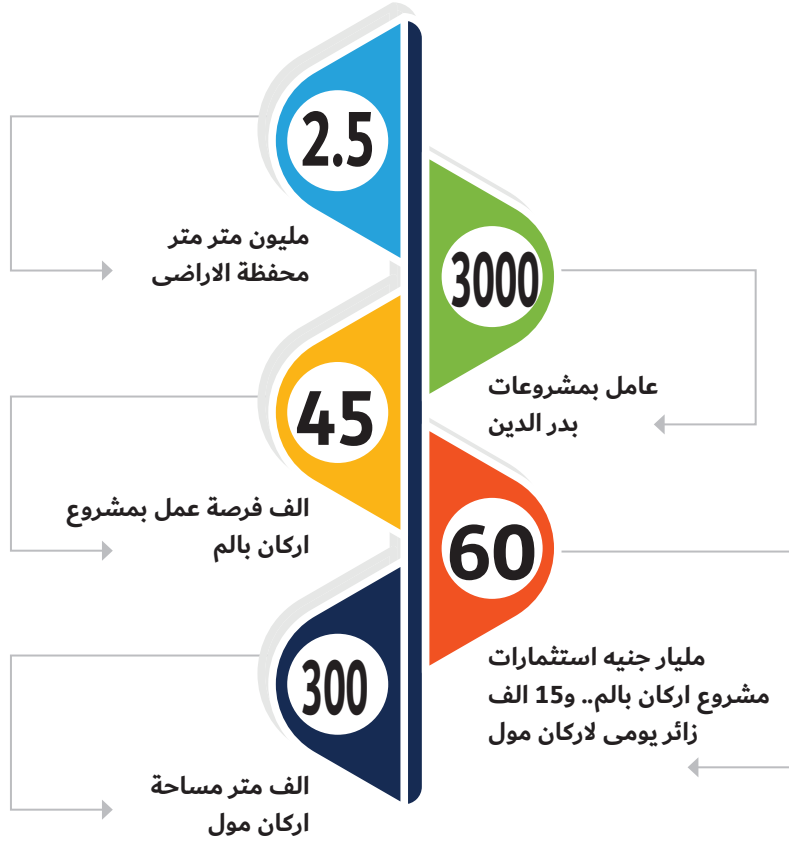 2.5
مليون متر متر
محفظة الاراضى
3000
عامل بمشروعات
بدر الدين
45
الف فرصة عمل بمشروع
اركان بالم
60
مليار جنيه استثمارات
مشروع اركان بالم.. و15 الف
زائر يومى لاركان مول
300
الف متر مساحة
اركان مول